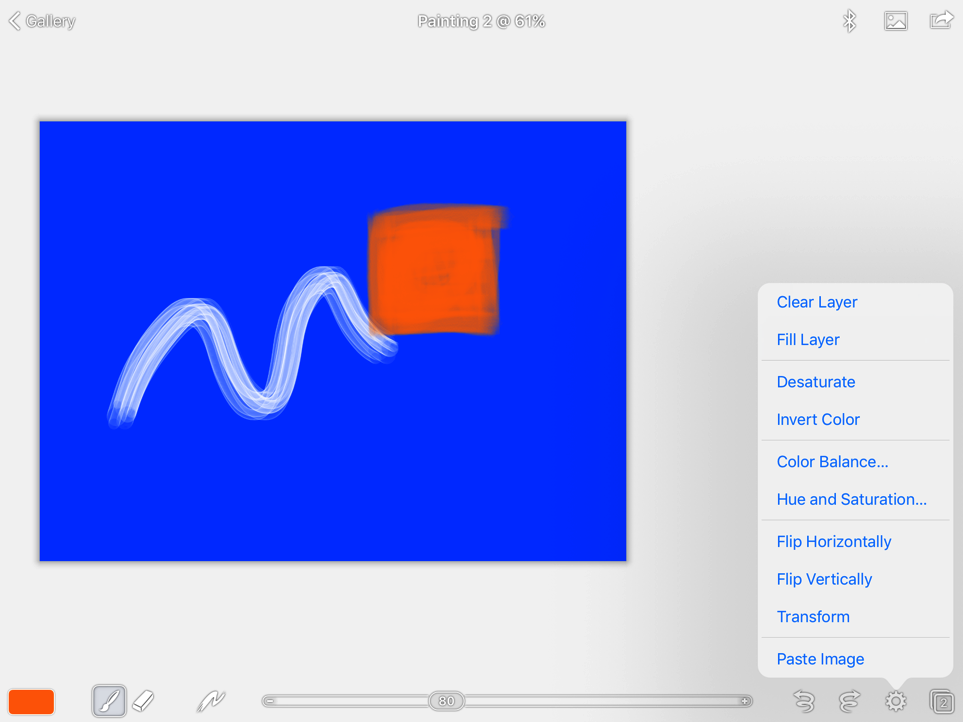 Gallery
Painting 2 @ 61%
Clear Layer
Fill Layer
Desaturate
Invert Color
Color Balance...
Hue and Saturation...
Flip Horizontally
Flip Vertically
Transform
Paste Image
80
2